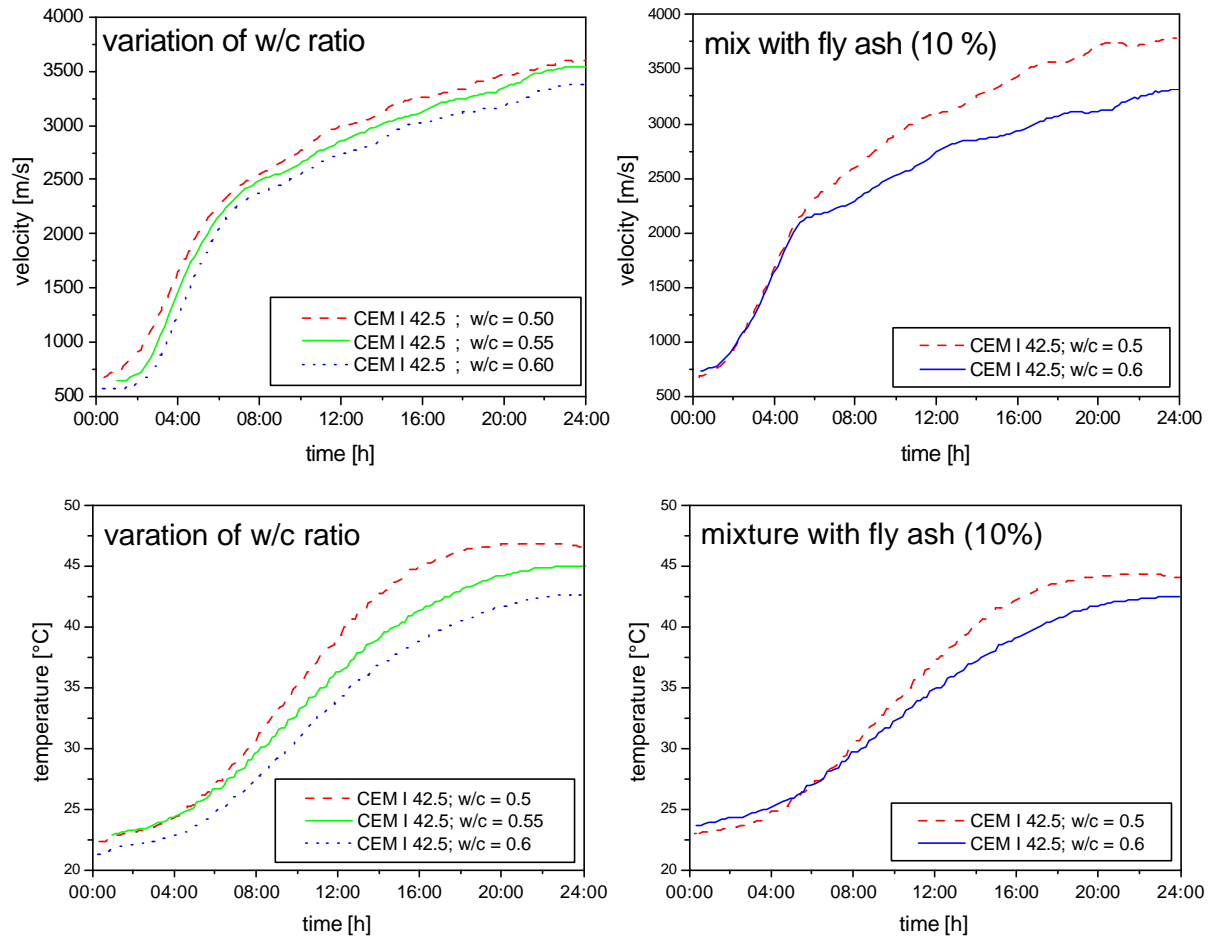 variation of w/c ratio
velocity [m/s]
4000
3500
3000
2500
2000
1500
1000
500
CEM I 42.5 ; w/c = 0.50
CEM I 42.5 ; w/c = 0.55
CEM I 42.5 ; w/c = 0.60
00:00 04:00 08:00 12:00 16:00 20:00 24:00
time [h]
mix with fly ash (10 %)
velocity [m/s]
4000
3500
3000
2500
2000
1500
1000
500
CEM I 42.5; w/c = 0.5
CEM I 42.5; w/c = 0.6
00:00 04:00 08:00 12:00 16:00 20:00 24:00
time [h]
varation of w/c ratio
temperature [°C]
50
45
40
35
30
25
20
CEM I 42.5; w/c = 0.5
CEM I 42.5; w/c = 0.55
CEM I 42.5; w/c = 0.6
00:00 04:00 08:00 12:00 16:00 20:00 24:00
time [h]
mixture with fly ash (10%)
temperature [°C]
50
45
40
35
30
25
20
CEM I 42.5; w/c = 0.5
CEM I 42.5; w/c = 0.6
00:00 04:00 08:00 12:00 16:00 20:00 24:00
time [h]